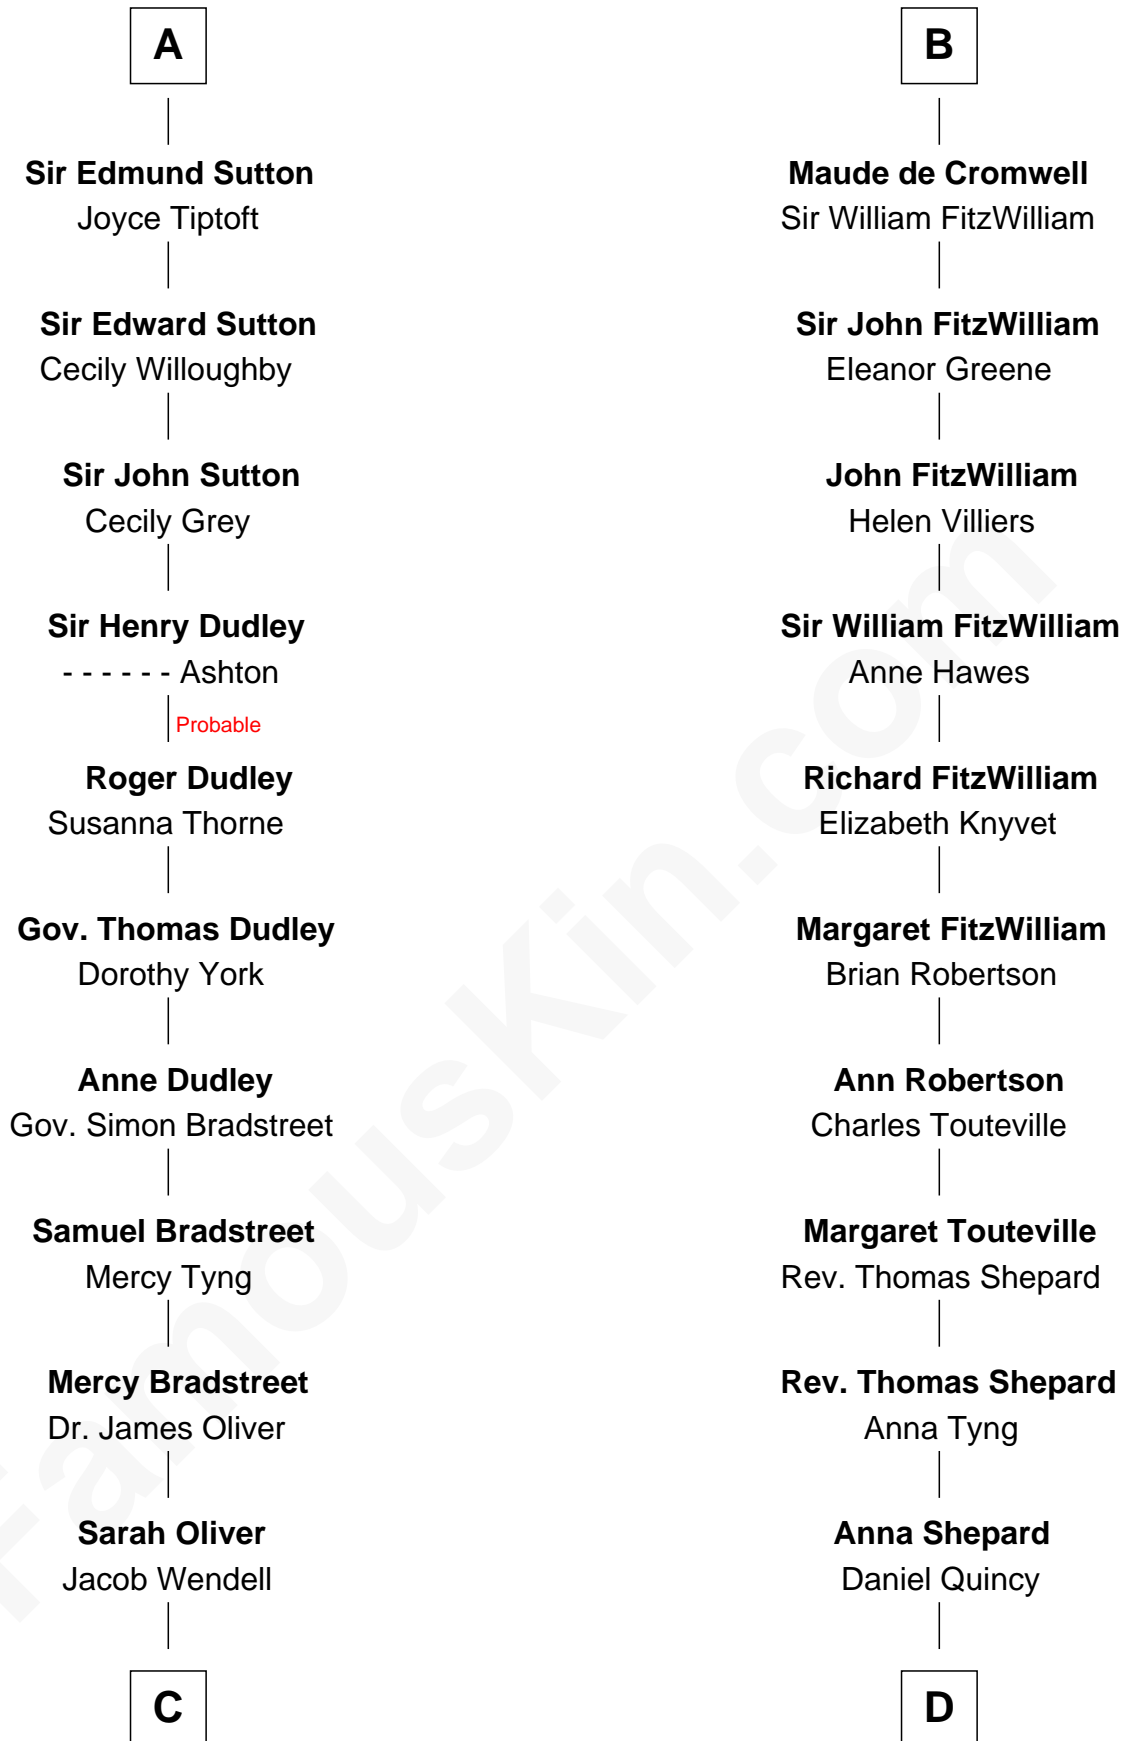 A
Sir Edmund Sutton
Joyce Tiptoft
Sir Edward Sutton
Cecily Willoughby
Sir John Sutton
Cecily Grey
Sir Henry Dudley
- - - - - - Ashton
Probable
Roger Dudley
Susanna Thorne
Gov. Thomas Dudley
Dorothy York
Anne Dudley
Gov. Simon Bradstreet
Samuel Bradstreet
Mercy Tyng
Mercy Bradstreet
Dr. James Oliver
Sarah Oliver
Jacob Wendell
C
B
Maude de Cromwell
Sir William FitzWilliam
Sir John FitzWilliam
Eleanor Greene
John FitzWilliam
Helen Villiers
Sir William FitzWilliam
Anne Hawes
Richard FitzWilliam
Elizabeth Knyvet
Margaret FitzWilliam
Brian Robertson
Ann Robertson
Charles Touteville
Margaret Touteville
Rev. Thomas Shepard
Rev. Thomas Shepard
Anna Tyng
Anna Shepard
Daniel Quincy
D
FamousKin.com